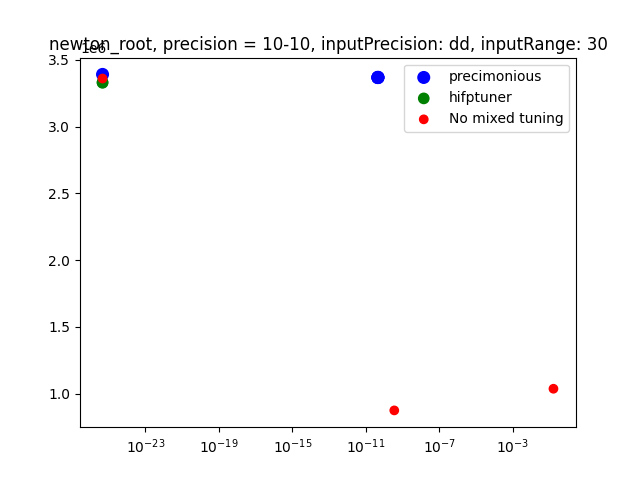 newton_root, precision = 10-10, inputPrecision: dd, inputRange: 30
1e6
3.5
3.0
2.5
2.0
1.5
1.0
precimonious
hifptuner
No mixed tuning
10⁻²³ 10⁻¹⁹ 10⁻¹⁵ 10⁻¹¹ 10⁻⁷ 10⁻³